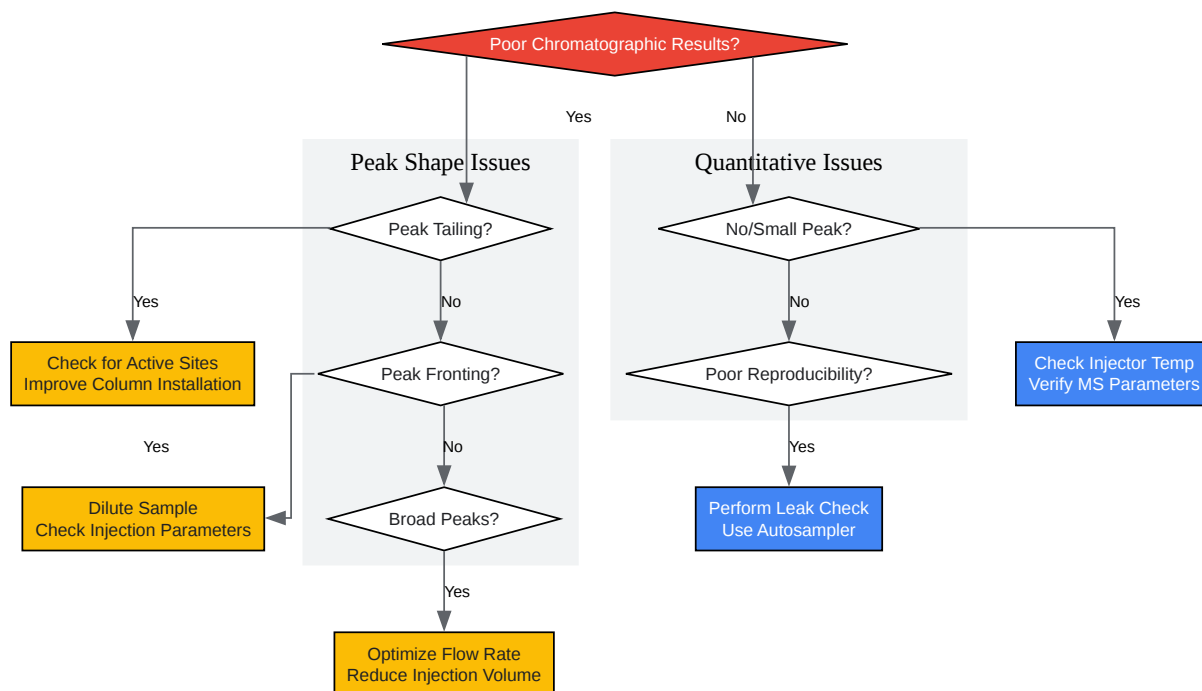 Poor Chromatographic Results?
Yes
No
Peak Shape Issues
Quantitative Issues
Peak Tailing?
No/Small Peak?
Yes
No
No
Yes
Check for Active Sites
Improve Column Installation
Peak Fronting?
Poor Reproducibility?
Check Injector Temp
Verify MS Parameters
Yes
No
Yes
Dilute Sample
Check Injection Parameters
Broad Peaks?
Perform Leak Check
Use Autosampler
Yes
Optimize Flow Rate
Reduce Injection Volume